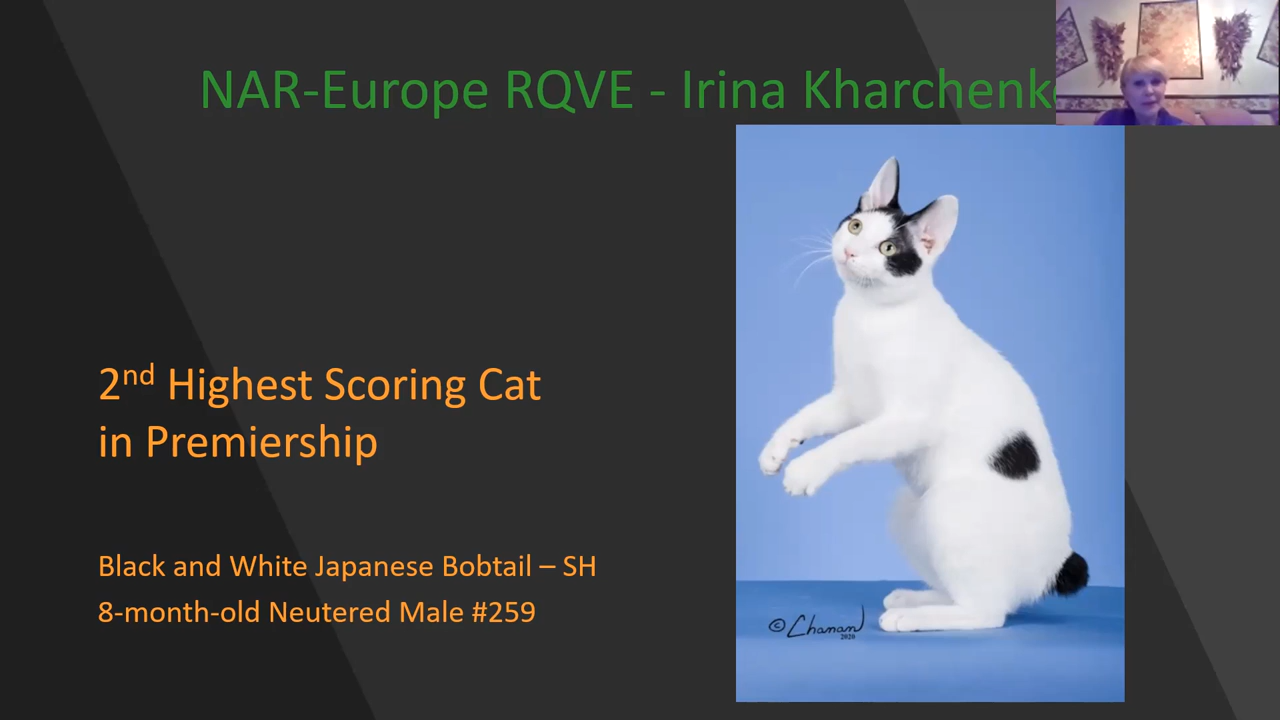 NAR-Europe RQVE - Irina Kharchenk
2nd Highest Scoring Cat
in Premiership
Black and White Japanese Bobtail – SH
8-month-old Neutered Male #259
© Chanan
2020